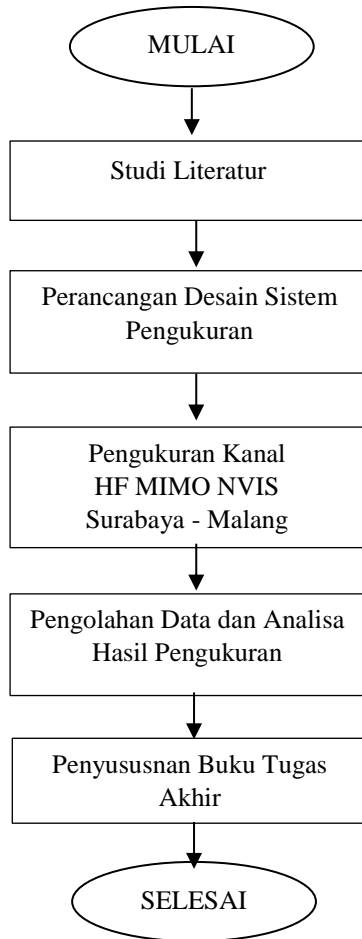 MULAI
Studi Literatur
Perancangan Desain Sistem
Pengukuran
Pengukuran Kanal
HF MIMO NVIS
Surabaya - Malang
Pengolahan Data dan Analisa
Hasil Pengukuran
Penyususnan Buku Tugas
Akhir
SELESAI